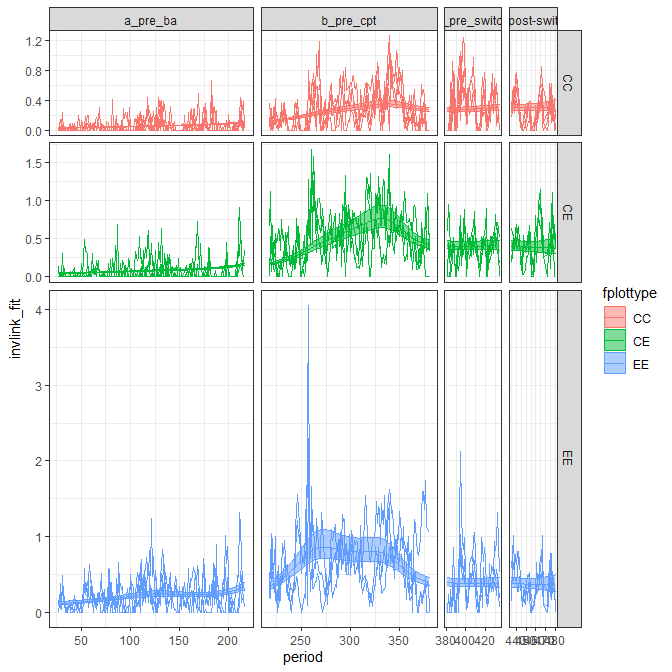 a_pre_ba
b_pre_cpt
_pre_switc
post-swit
CC
CE
EE
1.2
0.8
0.4
0.0
1.5
1.0
0.5
0.0
4
3
2
1
0
invlink_fit
50 100 150 200
250 300 350
380 400 420
period
fplottype
CC
CE
EE